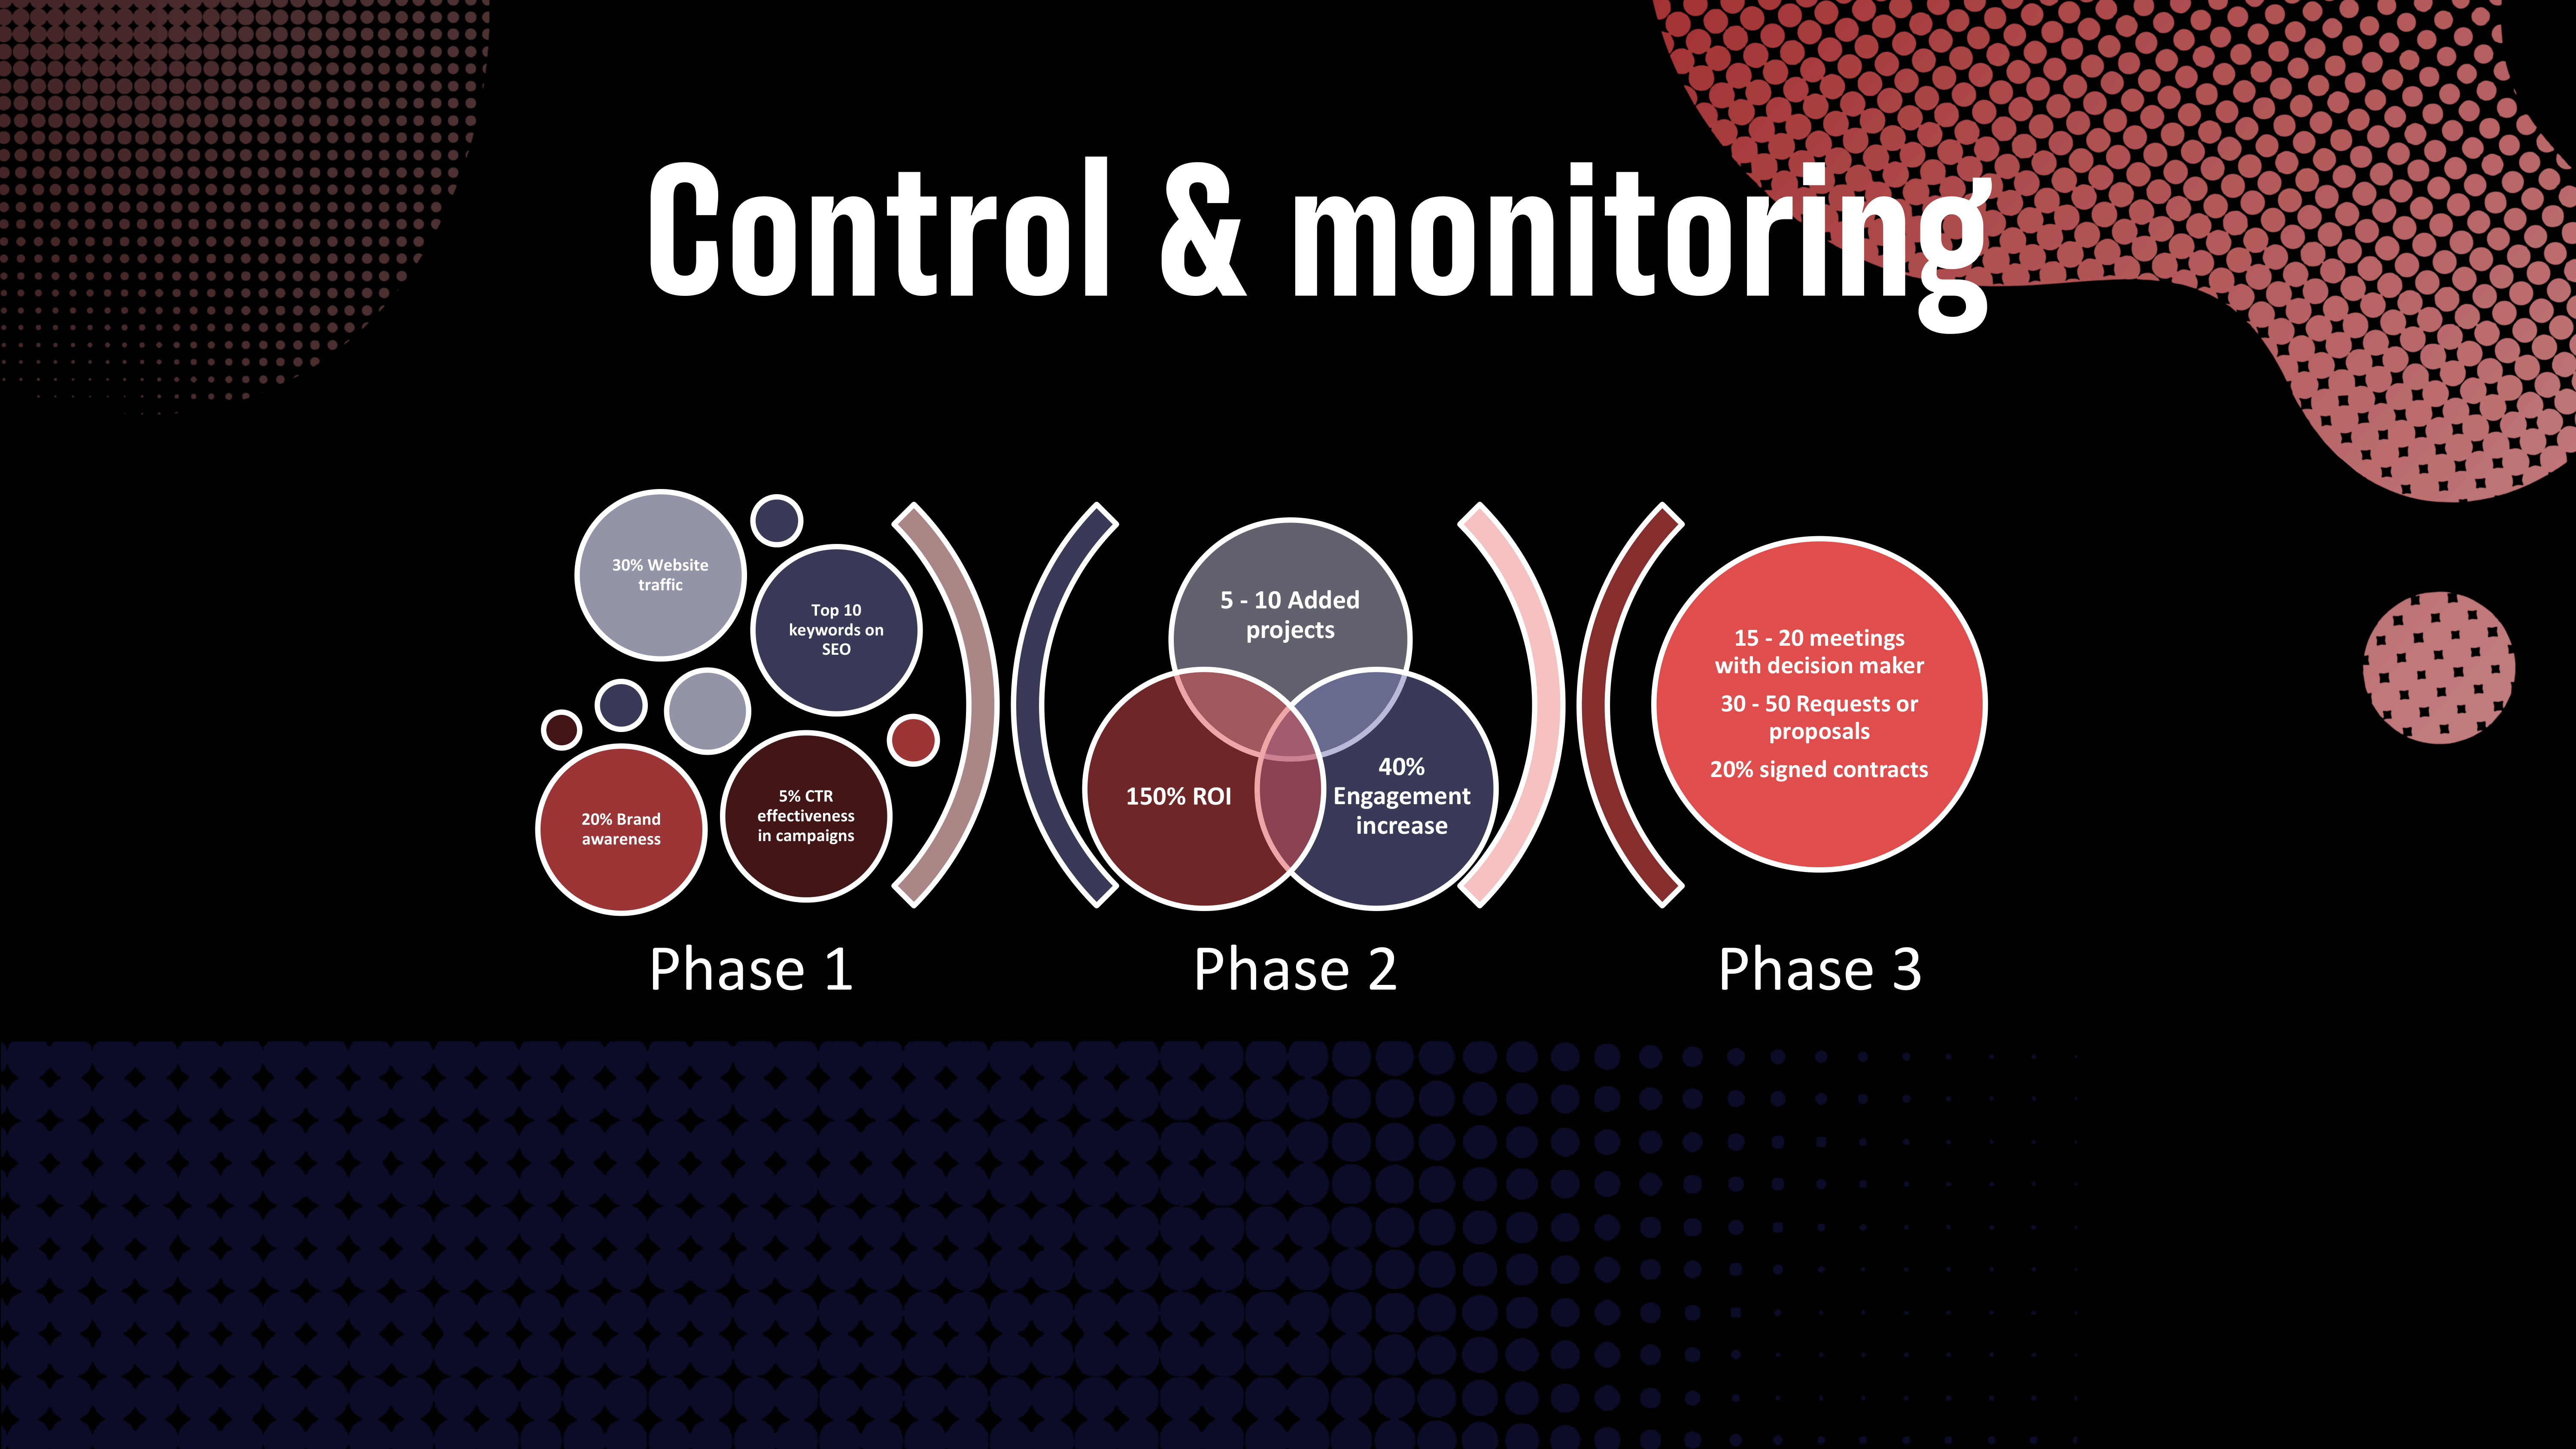 Control & monitoring
30% Website
traffic
Top 10
keywords on
SEO
20% Brand
awareness
5% CTR
effectiveness
in campaigns
Phase 1
5 - 10 Added
projects
150% ROI
40%
Engagement
increase
Phase 2
15 - 20 meetings
with decision maker
30 - 50 Requests or
proposals
20% signed contracts
Phase 3